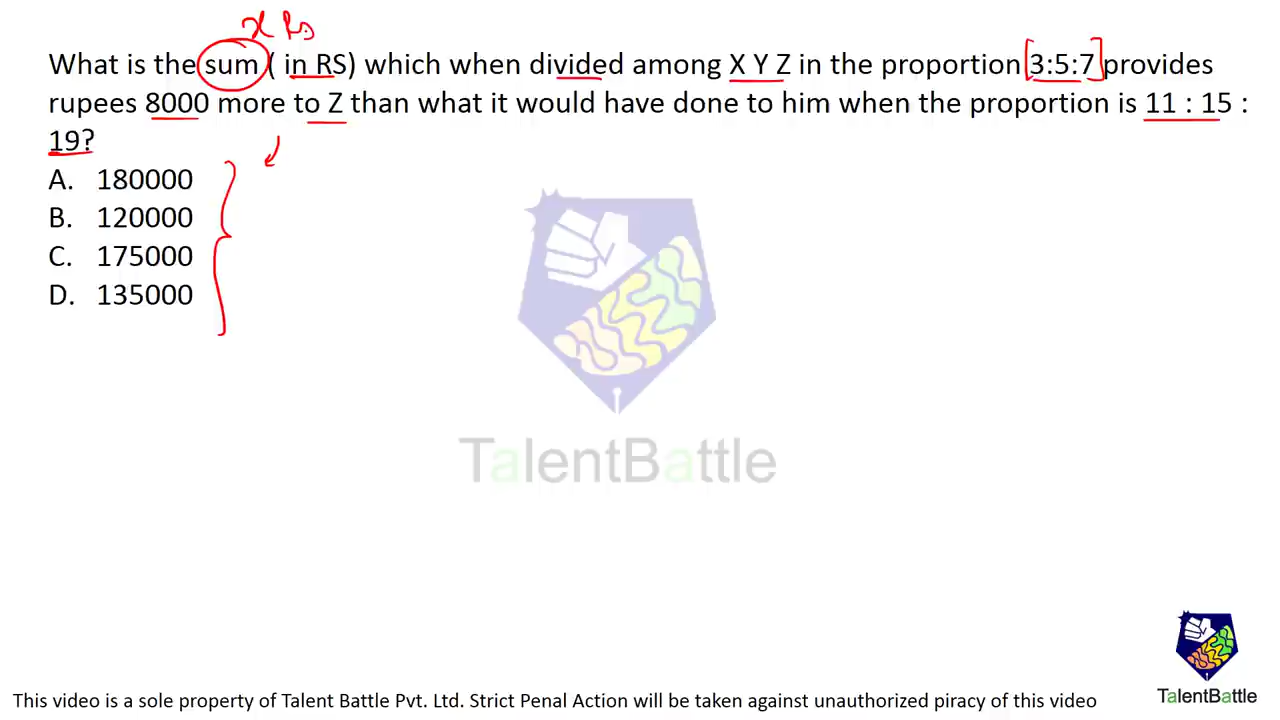 x Rs
What is the sum ( in RS) which when divided among X Y Z in the proportion [3:5:7] provides
rupees 8000 more to Z than what it would have done to him when the proportion is 11 : 15 :
19?
A. 180000
B. 120000
C. 175000
D. 135000
TalentBattle
TalentBattle
This video is a sole property of Talent Battle Pvt. Ltd. Strict Penal Action will be taken against unauthorized piracy of this video